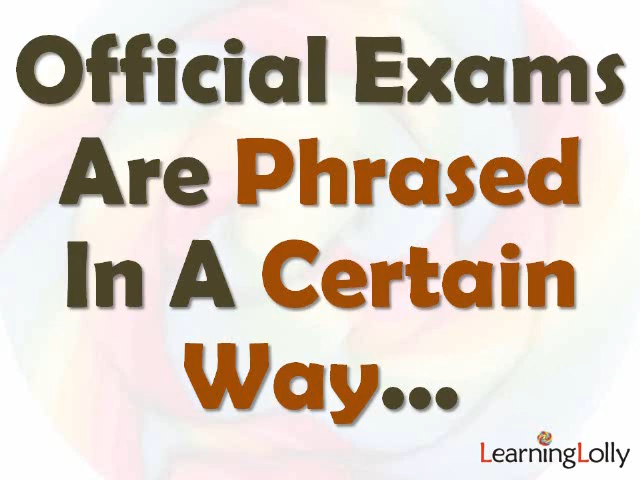 Official Exams
Are Phrased
In A Certain
Way...
LearningLolly